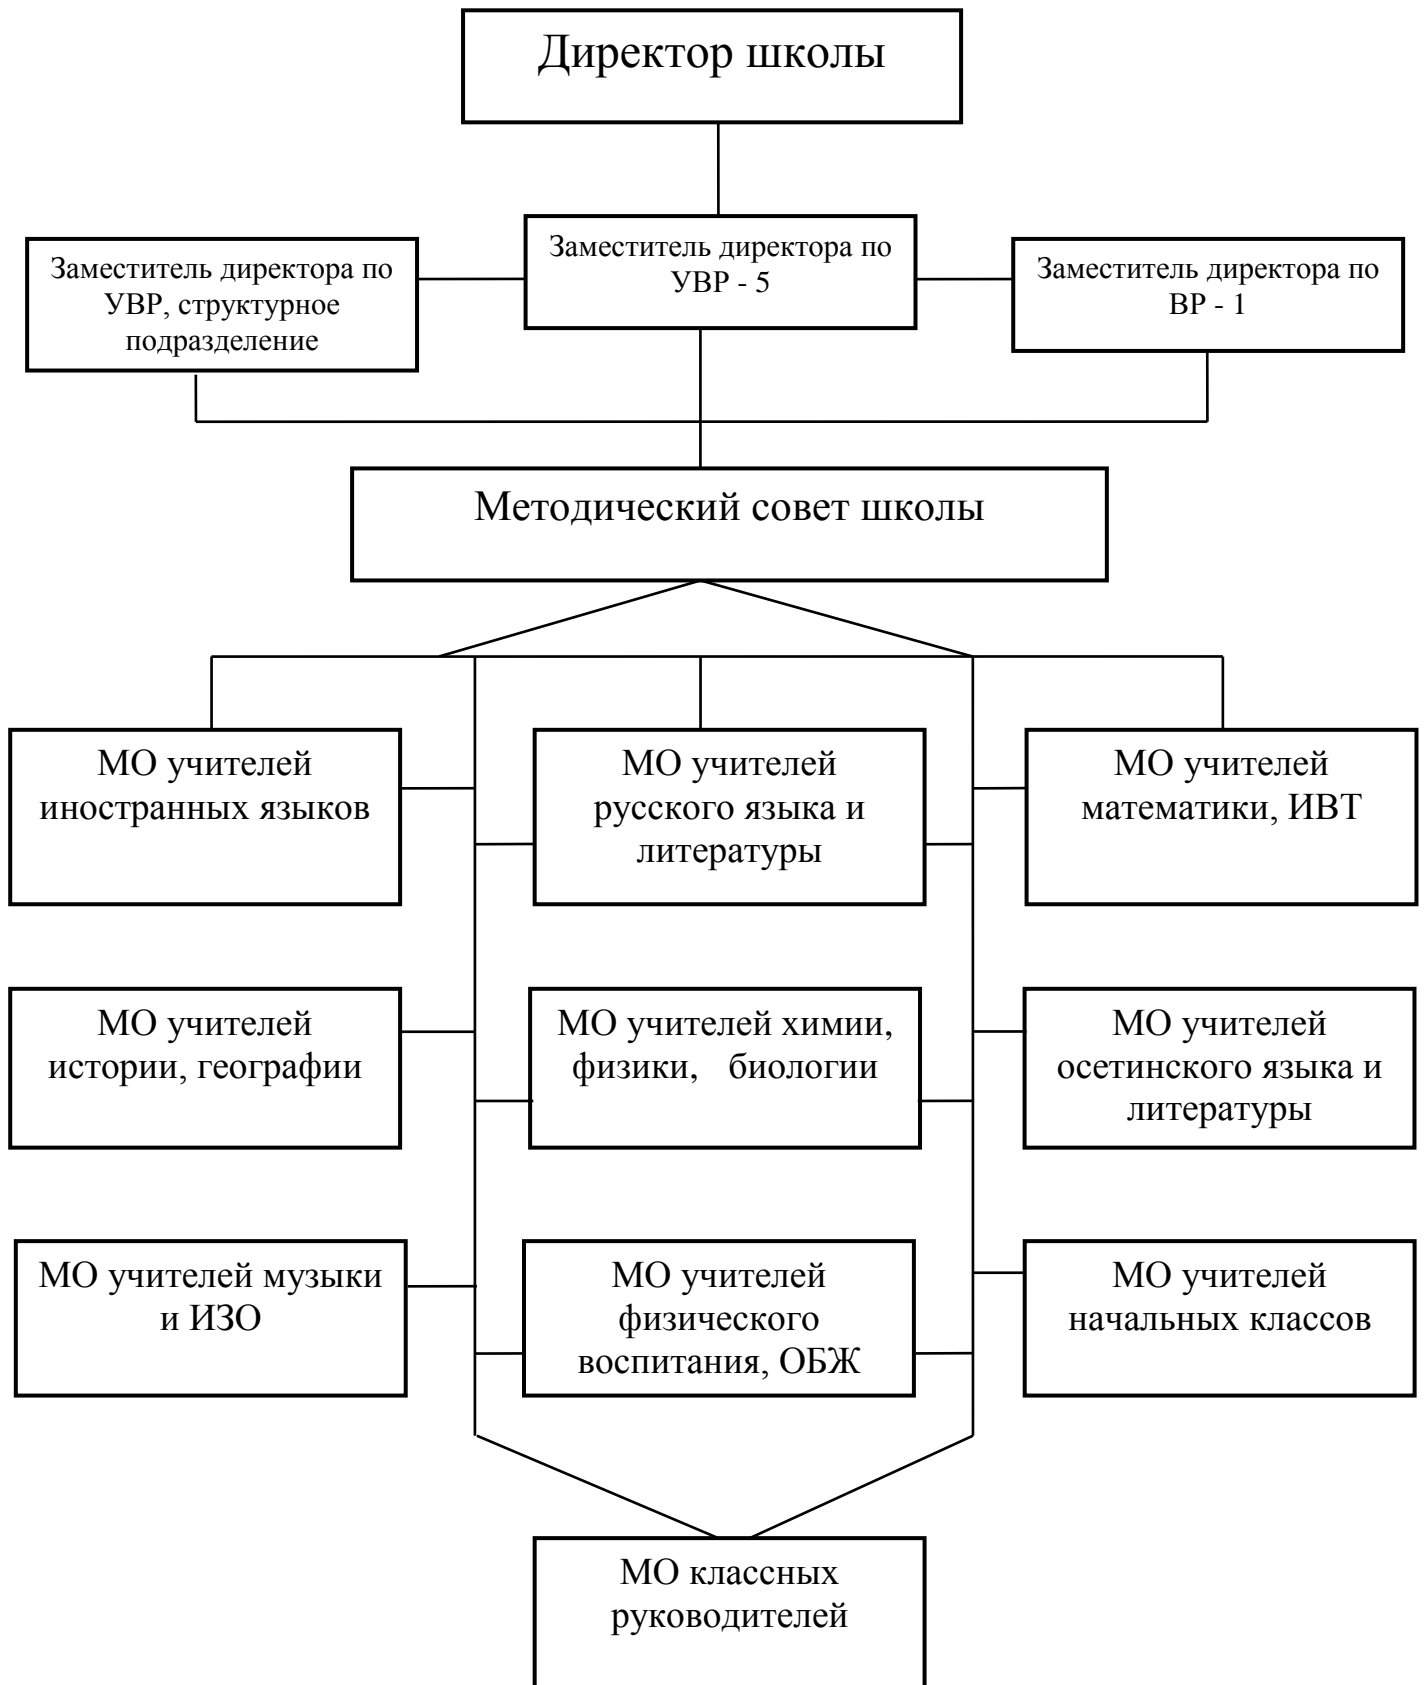 Директор школы
Заместитель директора по
УВР, структурное
подразделение
Заместитель директора по
УВР - 5
Заместитель директора по
ВР - 1
Методический совет школы
МО учителей
иностранных языков
МО учителей
русского языка и
литературы
МО учителей
математики, ИВТ
МО учителей
истории, географии
МО учителей химии,
физики, биологии
МО учителей
осетинского языка и
литературы
МО учителей музыки
и ИЗО
МО учителей
физического
воспитания, ОБЖ
МО учителей
начальных классов
МО классных
руководителей